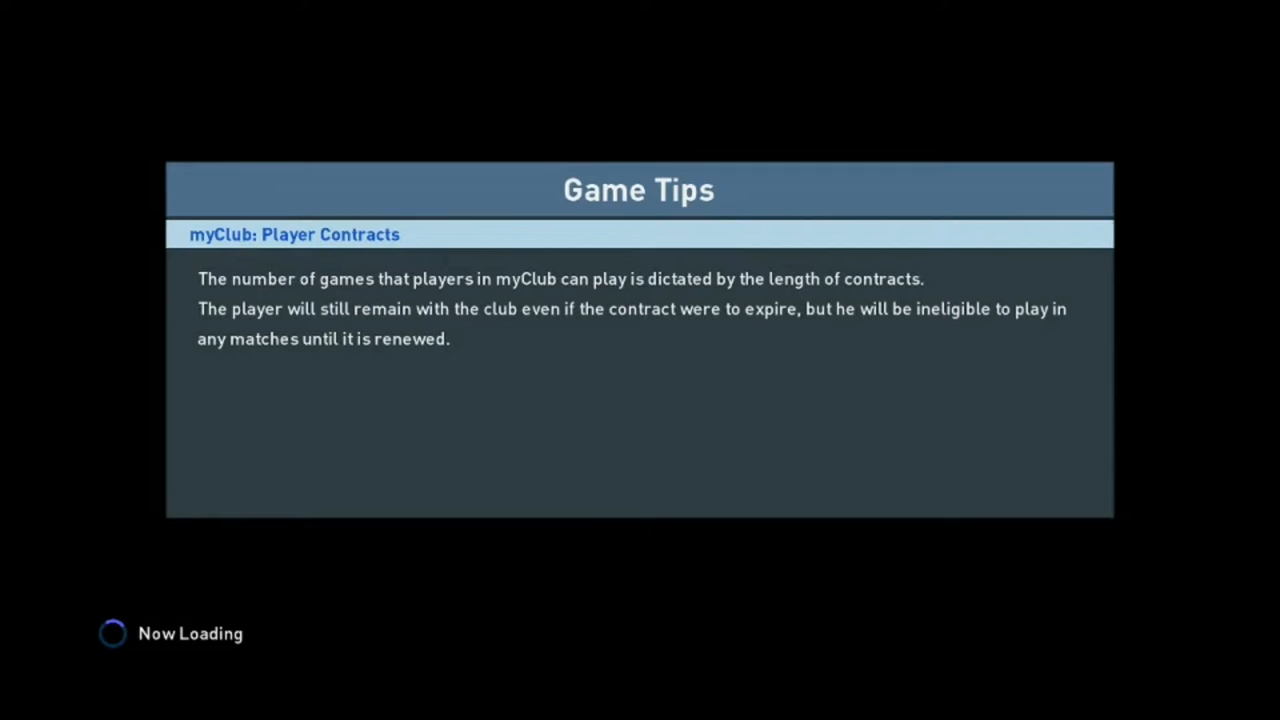 Game Tips
myClub: Player Contracts
The number of games that players in myClub can play is dictated by the length of contracts.
The player will still remain with the club even if the contract were to expire, but he will be ineligible to play in
any matches until it is renewed.
Now Loading